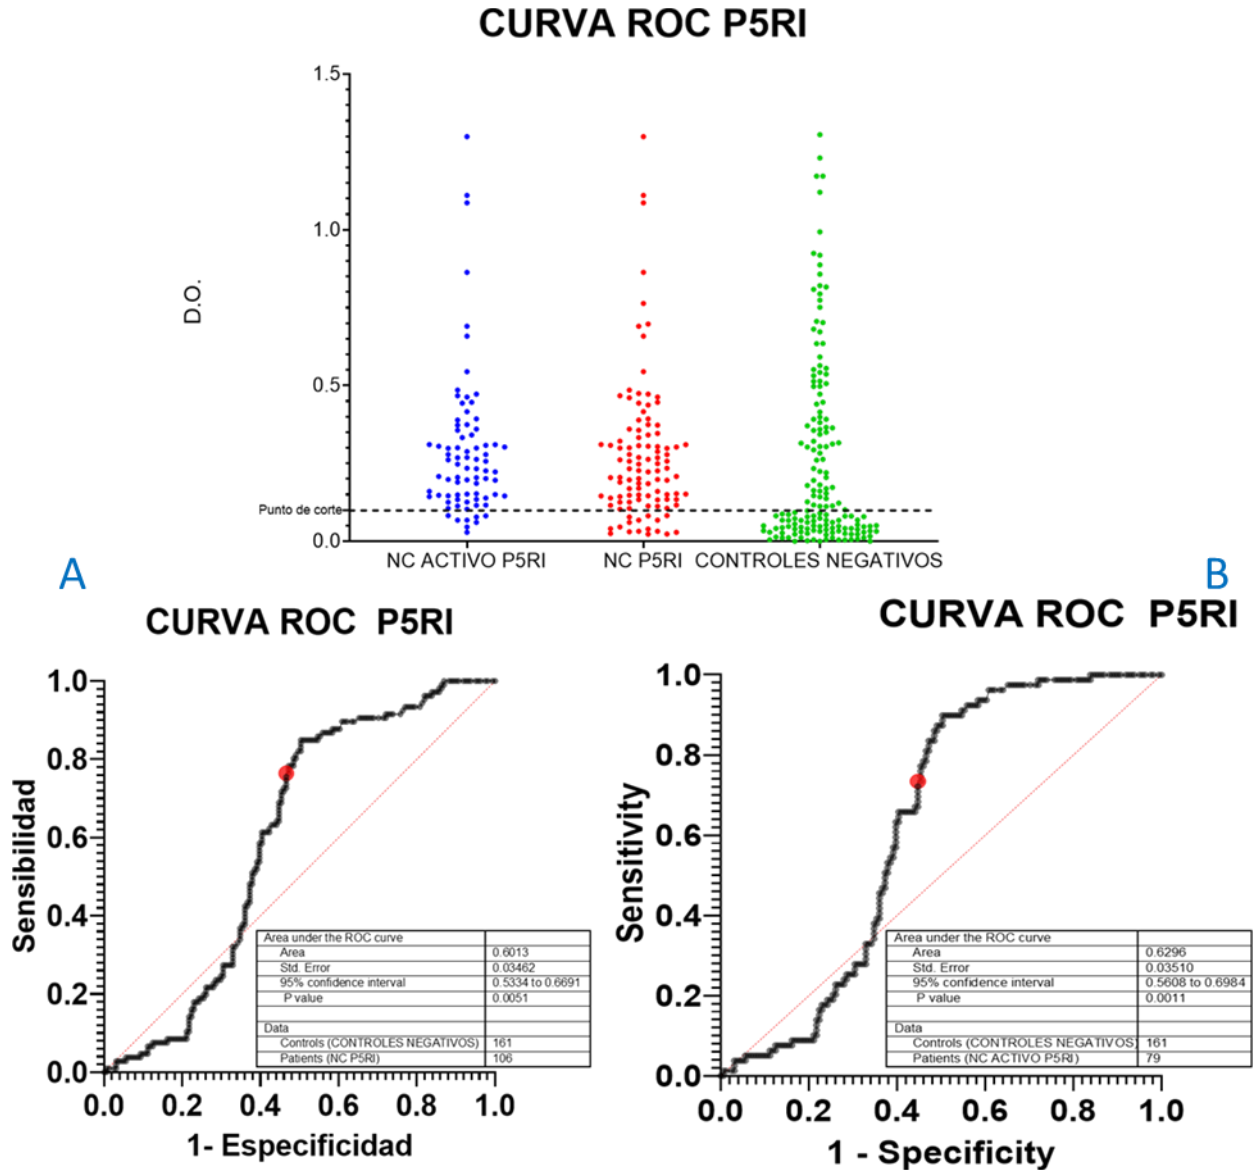 CURVA ROC P5RI
1.5
1.0
D.O.
0.5
Punto de corte
0.0
NC ACTIVO P5RI NC P5RI CONTROLES NEGATIVOS
A
CURVA ROC P5RI
1.0
0.8
0.6
0.4
0.2
0.0
Sensibilidad
Area under the ROC curve
Area 0.6013
Std. Error 0.03462
95% confidence interval 0.5334 to 0.6691
P value 0.0051
Data
Controls (CONTROLES NEGATIVOS) 161
Patients (NC P5RI) 106
0.0 0.2 0.4 0.6 0.8 1.0
1- Especificidad
B
CURVA ROC P5RI
1.0
0.8
0.6
0.4
0.2
0.0
Sensitivity
Area under the ROC curve
Area 0.6296
Std. Error 0.03510
95% confidence interval 0.5608 to 0.6984
P value 0.0011
Data
Controls (CONTROLES NEGATIVOS) 161
Patients (NC ACTIVO P5RI) 79
0.0 0.2 0.4 0.6 0.8 1.0
1 - Specificity